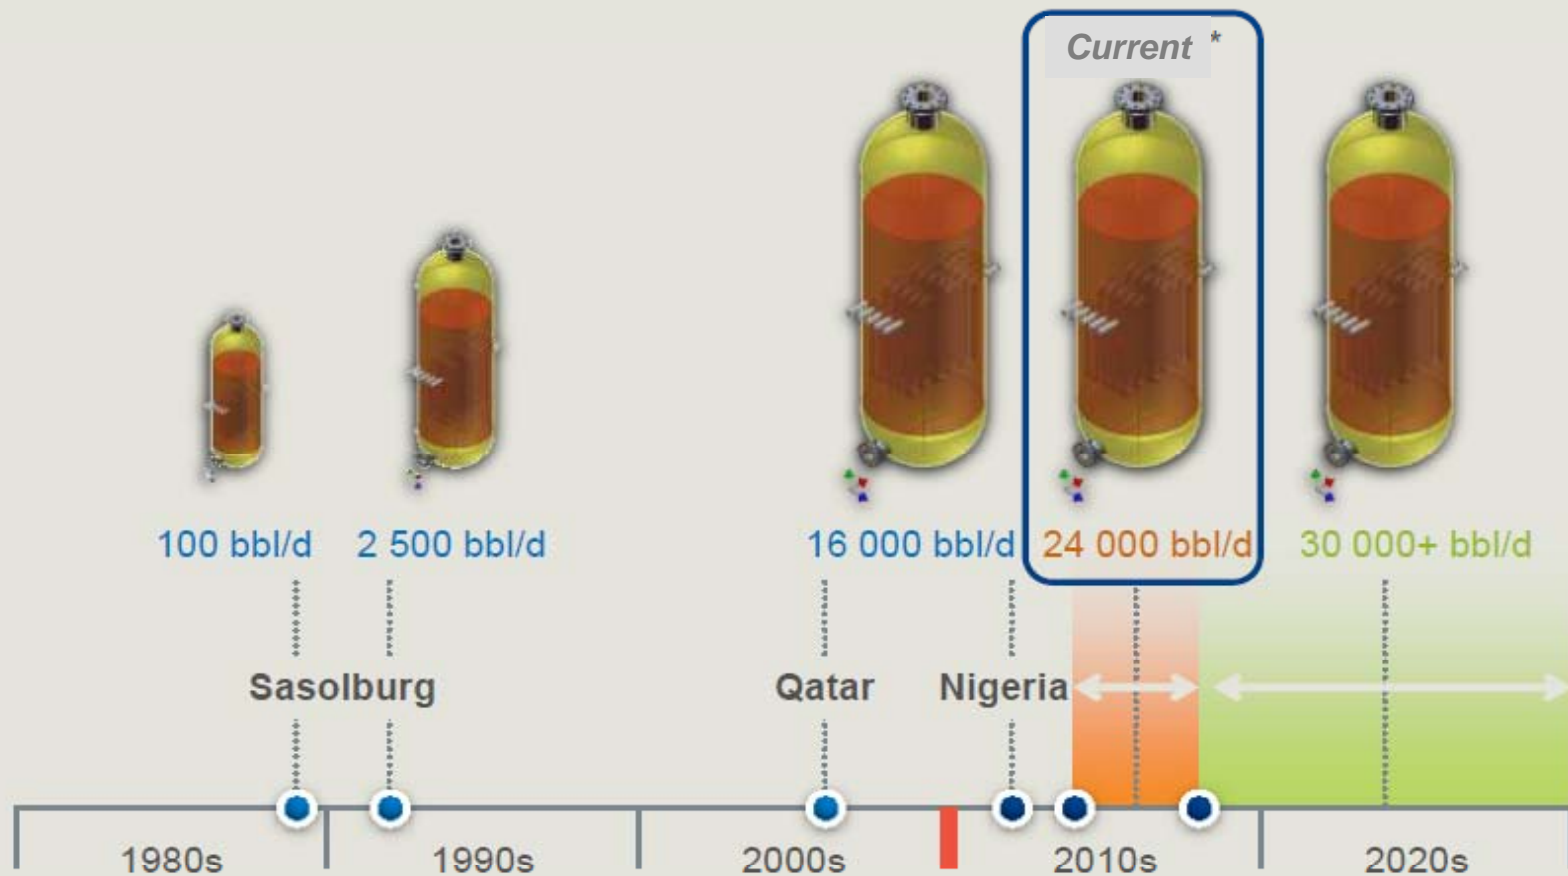 Current *
100 bbl/d 2 500 bbl/d 16 000 bbl/d 24 000 bbl/d 30 000+ bbl/d
Sasolburg Qatar Nigeria
1980s 1990s 2000s 2010s 2020s